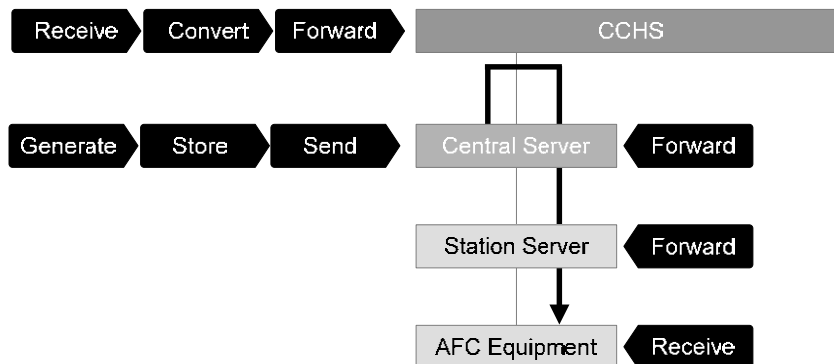 Receive Convert Forward CCHS
Generate Store Send Central Server Forward
Station Server Forward
AFC Equipment Receive